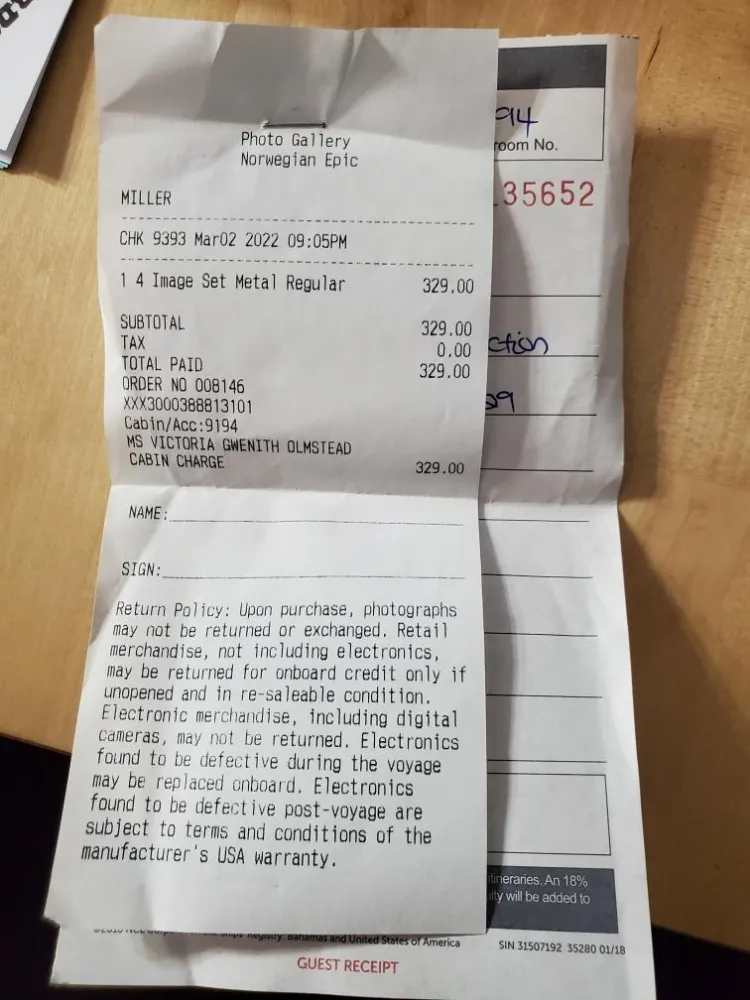 Photo Gallery
Norwegian Epic
MILLER
CHK 9393 Mar02 2022 09:05PM
1 4 Image Set Metal Regular 329.00
SUBTOTAL 329.00
TAX 0.00
TOTAL PAID 329.00
ORDER NO 008146
XXX3000388813101
Cabin/Acc:9194
MS VICTORIA GWENITH OLMSTEAD
CABIN CHARGE 329.00
NAME:
SIGN:
Return Policy: Upon purchase, photographs
may not be returned or exchanged. Retail
merchandise, not including electronics,
may be returned for onboard credit only if
unopened and in re-saleable condition.
Electronic merchandise, including digital
cameras, may not be returned. Electronics
found to be defective during the voyage
may be replaced onboard. Electronics
found to be defective post-voyage are
subject to terms and conditions of the
manufacturer's USA warranty.
94
room No.
35652
ction
29
itineraries. An 18%
ity will be added to
Registry: Bahamas and United States of America
SIN 31507192 35280 01/18
GUEST RECEIPT